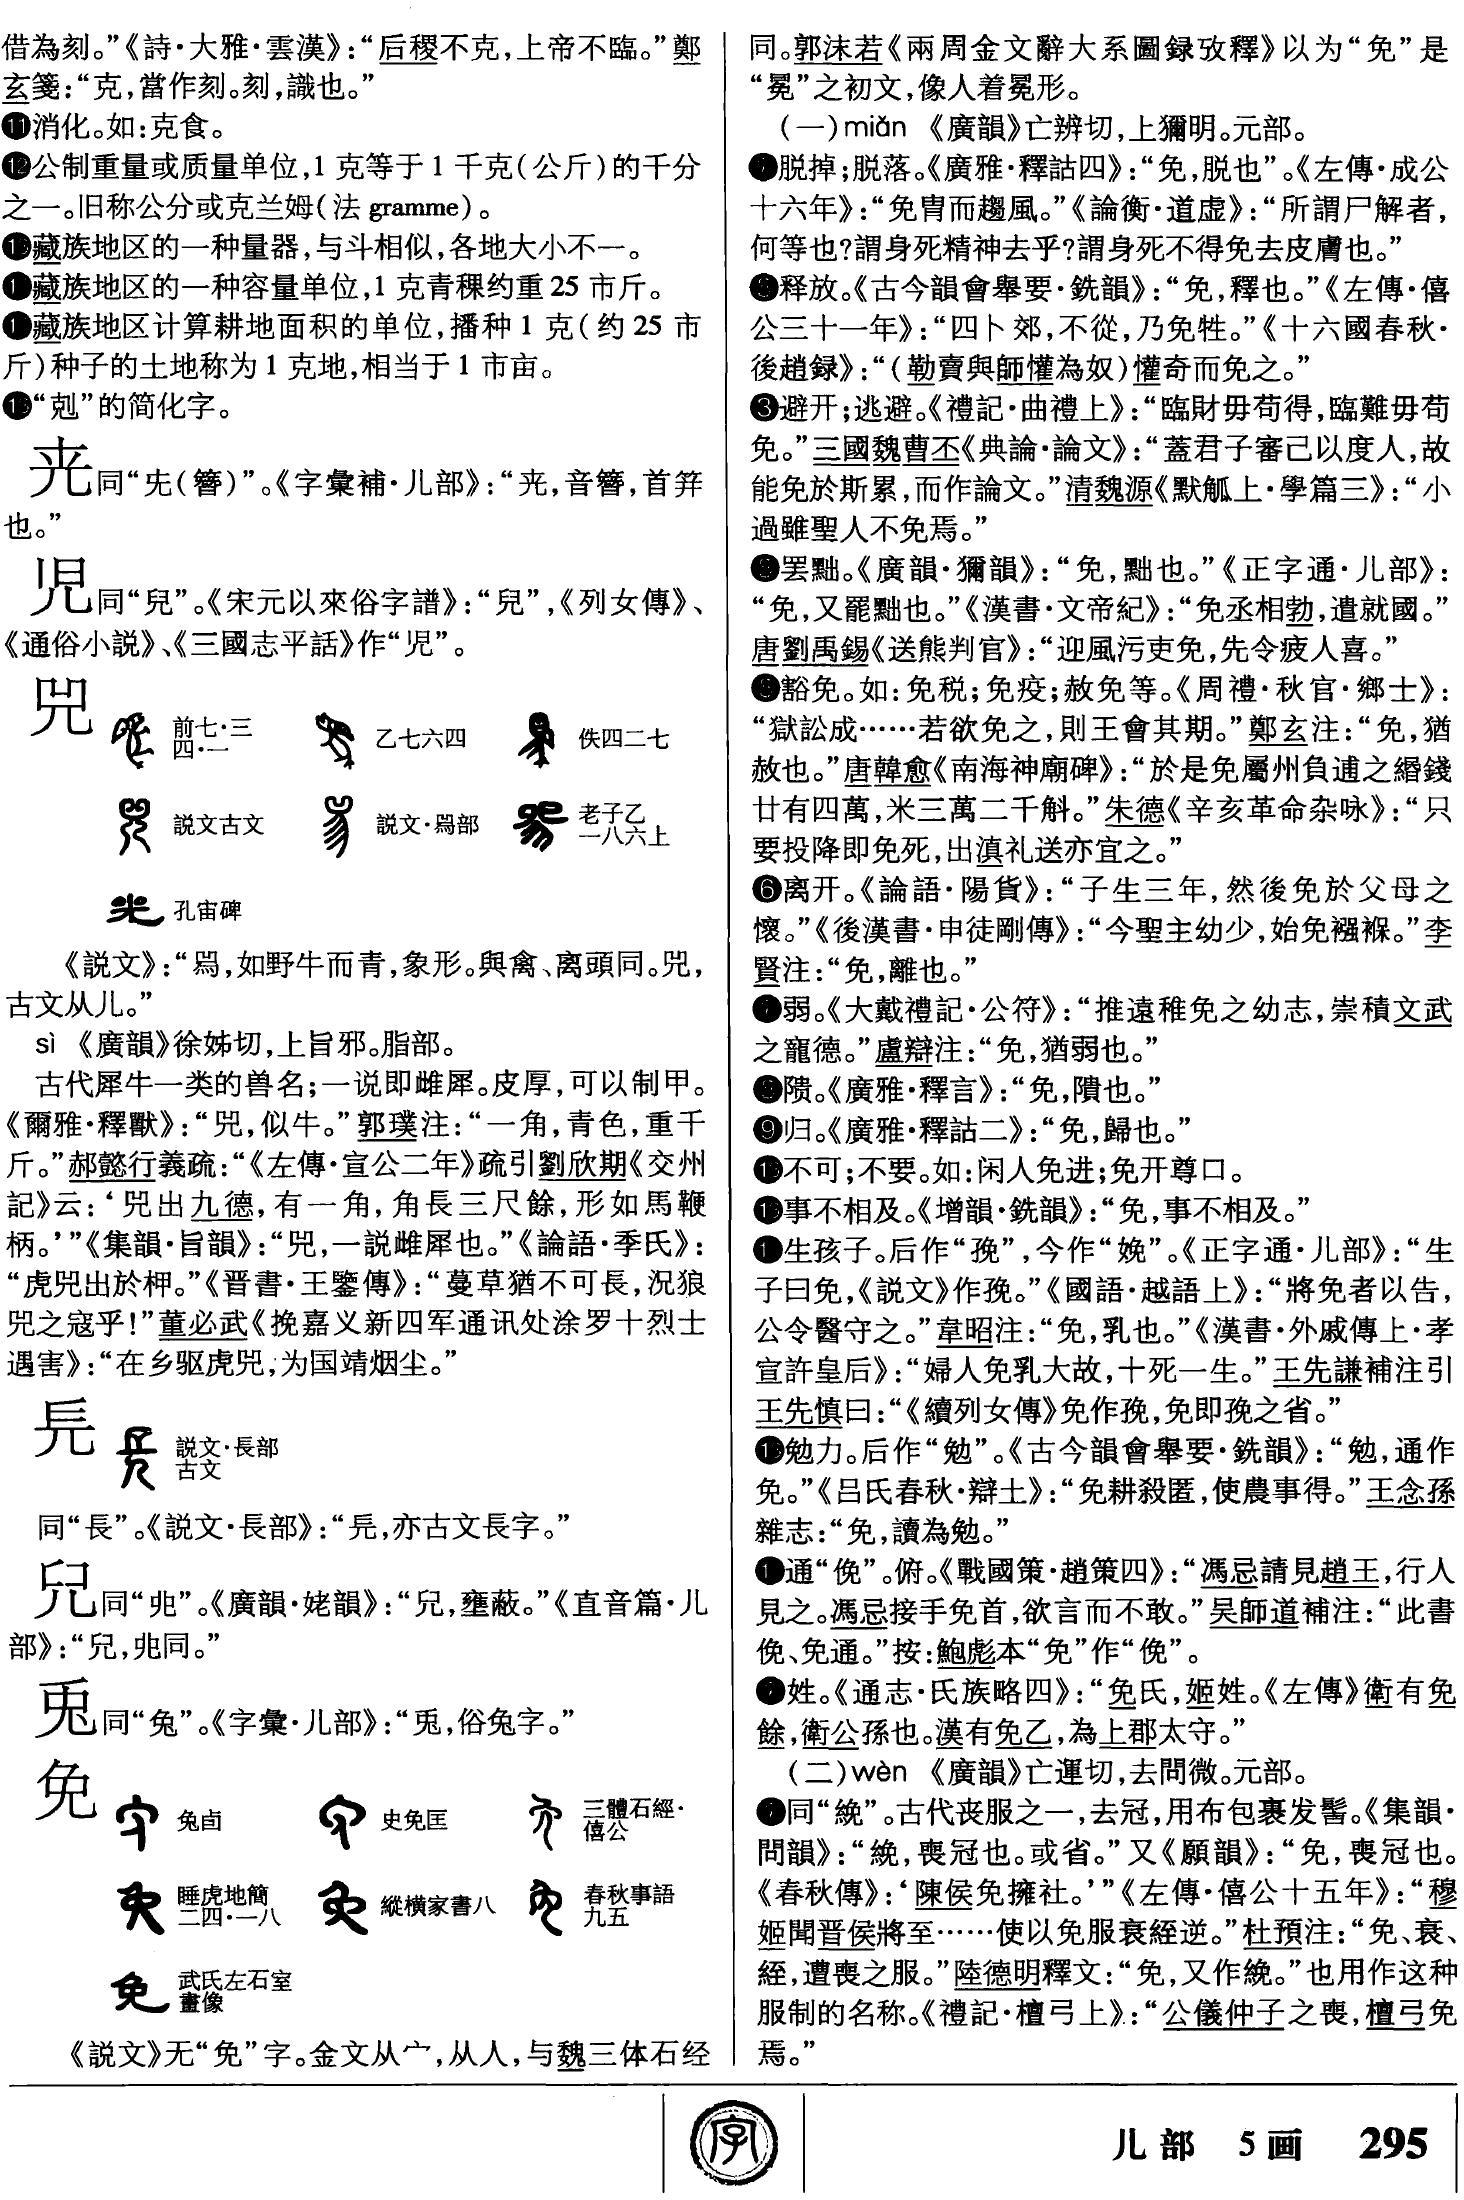 借為刻。”《詩·大雅·雲漢》：“后稷不克，上帝不臨。”鄭
玄箋：“克，當作刻。刻，識也。”
⓫消化。如：克食。
⓬公制重量或质量单位，1 克等于 1 千克（公斤）的千分
之一。旧称公分或克兰姆（法 gramme）。
藏族地区的一种量器，与斗相似，各地大小不一。
藏族地区的一种容量单位，1 克青稞约重 25 市斤。
藏族地区计算耕地面积的单位，播种 1 克（约 25 市
斤）种子的土地称为 1 克地，相当于 1 市亩。
“剋”的简化字。
同“兂（簪）”。《字彙補·儿部》：“，音簪，首笄
也。”
児同“兒”。《宋元以來俗字譜》：“兒”，《列女傳》、
《通俗小説》、《三國志平話》作“児”。
兕
前七·三四·一 乙七六四 佚四二七
説文古文 説文·𤉡部 老子乙一八六上
孔宙碑
《説文》：“𤉡，如野牛而青，象形。與禽、离頭同。兕，
古文从儿。”
sì 《廣韻》徐姊切，上旨邪。脂部。
古代犀牛一类的兽名；一说即雌犀。皮厚，可以制甲。
《爾雅·釋獸》：“兕，似牛。”郭璞注：“一角，青色，重千
斤。”郝懿行義疏：“《左傳·宣公二年》疏引劉欣期《交州
記》云：‘兕出九德，有一角，角長三尺餘，形如馬鞭
柄。’”《集韻·旨韻》：“兕，一説雌犀也。”《論語·季氏》：
“虎兕出於柙。”《晋書·王鑒傳》：“蔓草猶不可長，況狼
兕之寇乎！”董必武《挽嘉义新四军通讯处涂罗十烈士
遇害》：“在乡驱虎兕，为国靖烟尘。”
説文·長部古文
同“長”。《説文·長部》：“，亦古文長字。”
同“兆”。《廣韻·姥韻》：“，壅蔽。”《直音篇·儿
部》：“，同。”
兎同“兔”。《字彙·儿部》：“兎，俗兔字。”
免
免卣 史免匡 三體石經·僖公
睡虎地簡二四·一八 縱横家書八 春秋事語九五
武氏左石室畫像
《説文》无“免”字。金文从宀，从人，与魏三体石经
同。郭沫若《兩周金文辭大系圖録攷釋》以为“免”是
“冕”之初文，像人着冕形。
（一）miǎn 《廣韻》亡辨切，上獮明。元部。
脱掉；脱落。《廣雅·釋詁四》：“免，脱也”。《左傳·成公
十六年》：“免胄而趨風。”《論衡·道虚》：“所謂尸解者，
何等也？謂身死精神去乎？謂身死不得免去皮膚也。”
释放。《古今韻會舉要·銑韻》：“免，釋也。”《左傳·僖
公三十一年》：“四卜郊，不從，乃免牲。”《十六國春秋·
後趙録》：“（勒賣與師懽為奴）懽奇而免之。”
❸避开；逃避。《禮記·曲禮上》：“臨財毋苟得，臨難毋苟
免。”三國魏曹丕《典論·論文》：“蓋君子審己以度人，故
能免於斯累，而作論文。”清魏源《默觚上·學篇三》：“小
過雖聖人不免焉。”
罢黜。《廣韻·獮韻》：“免，黜也。”《正字通·儿部》：
“免，又罷黜也。”《漢書·文帝紀》：“免丞相勃，遣就國。”
唐劉禹錫《送熊判官》：“迎風污吏免，先令疲人喜。”
豁免。如：免税；免疫；赦免等。《周禮·秋官·鄉士》：
“獄訟成……若欲免之，則王會其期。”鄭玄注：“免，猶
赦也。”唐韓愈《南海神廟碑》：“於是免屬州負逋之緡錢
廿有四萬，米三萬二千斛。”朱德《辛亥革命杂咏》：“只
要投降即免死，出滇礼送亦宜之。”
❻离开。《論語·陽貨》：“子生三年，然後免於父母之
懷。”《後漢書·申徒剛傳》：“今聖主幼少，始免襁褓。”李
賢注：“免，離也。”
弱。《大戴禮記·公符》：“推遠稚免之幼志，崇積文武
之寵德。”盧辯注：“免，猶弱也。”
陨。《廣雅·釋言》：“免，隕也。”
❾归。《廣雅·釋詁二》：“免，歸也。”
不可；不要。如：闲人免进；免开尊口。
事不相及。《增韻·銑韻》：“免，事不相及。”
生孩子。后作“㝃”，今作“娩”。《正字通·儿部》：“生
子曰免，《説文》作㝃。”《國語·越語上》：“將免者以告，
公令醫守之。”韋昭注：“免，乳也。”《漢書·外戚傳上·孝
宣許皇后》：“婦人免乳大故，十死一生。”王先謙補注引
王先慎曰：“《續列女傳》免作㝃，免即㝃之省。”
勉力。后作“勉”。《古今韻會舉要·銑韻》：“勉，通作
免。”《吕氏春秋·辯土》：“免耕殺匿，使農事得。”王念孫
雜志：“免，讀為勉。”
通“俛”。俯。《戰國策·趙策四》：“馮忌請見趙王，行人
見之。馮忌接手免首，欲言而不敢。”吴師道補注：“此書
俛、免通。”按：鮑彪本“免”作“俛”。
姓。《通志·氏族略四》：“免氏，姬姓。《左傳》衛有免
餘，衛公孫也。漢有免乙，為上郡太守。”
（二）wèn 《廣韻》亡運切，去問微。元部。
同“絻”。古代丧服之一，去冠，用布包裹发髻。《集韻·
問韻》：“絻，喪冠也。或省。”又《願韻》：“免，喪冠也。
《春秋傳》：‘陳侯免擁社。’”《左傳·僖公十五年》：“穆
姬聞晋侯將至……使以免服衰絰逆。”杜預注：“免、衰、
絰，遭喪之服。”陸德明釋文：“免，又作絻。”也用作这种
服制的名称。《禮記·檀弓上》：“公儀仲子之喪，檀弓免
焉。”
字
儿部 5画 295